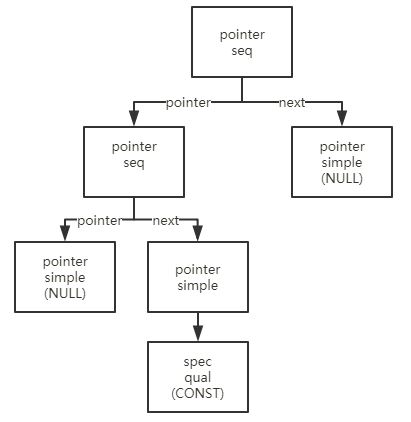 pointer
seq
pointer
next
pointer
seq
pointer
simple
(NULL)
pointer
next
pointer
simple
(NULL)
pointer
simple
spec
qual
(CONST)